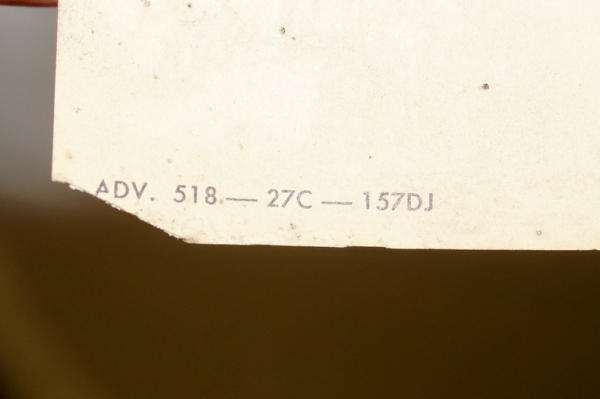 ADV. 518 — 27C — 157DJ